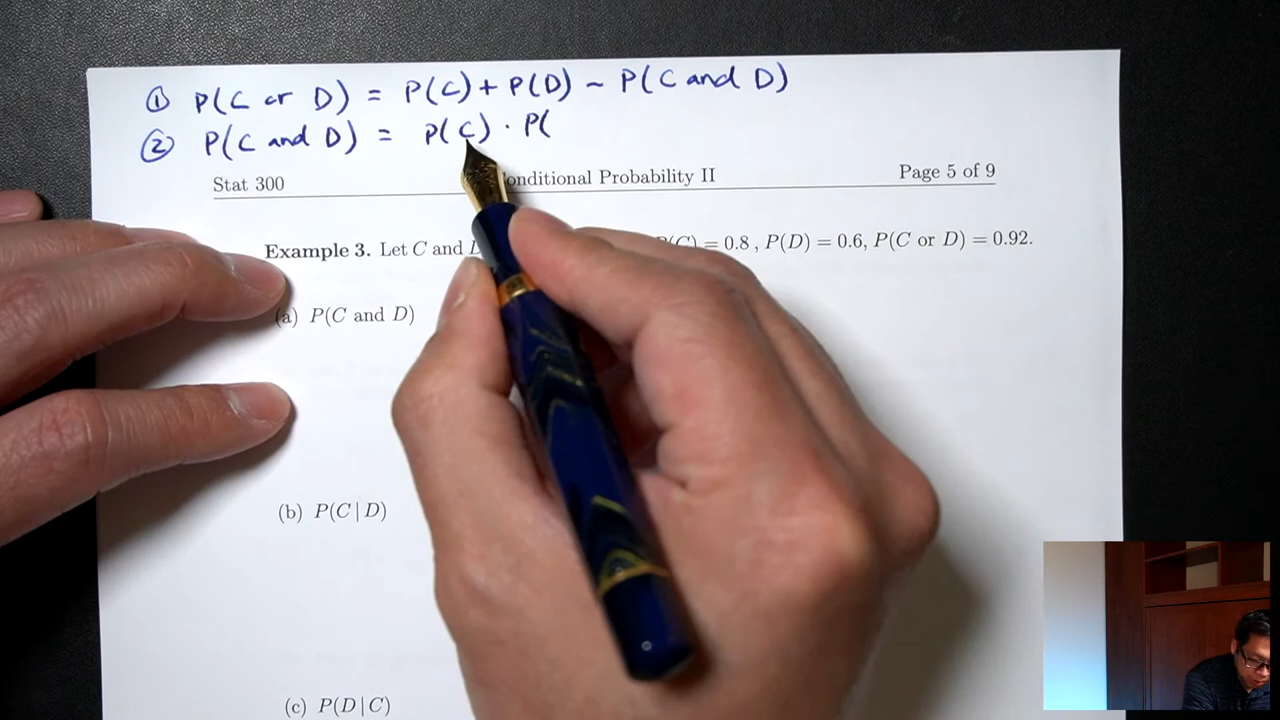 ① P(C or D) = P(C) + P(D) - P(C and D)
② P(C and D) = P(C) · P(
Stat 300 onditional Probability II Page 5 of 9
Example 3. Let C and P(C) = 0.8 , P(D) = 0.6, P(C or D) = 0.92.
(a) P(C and D)
(b) P(C | D)
(c) P(D | C)